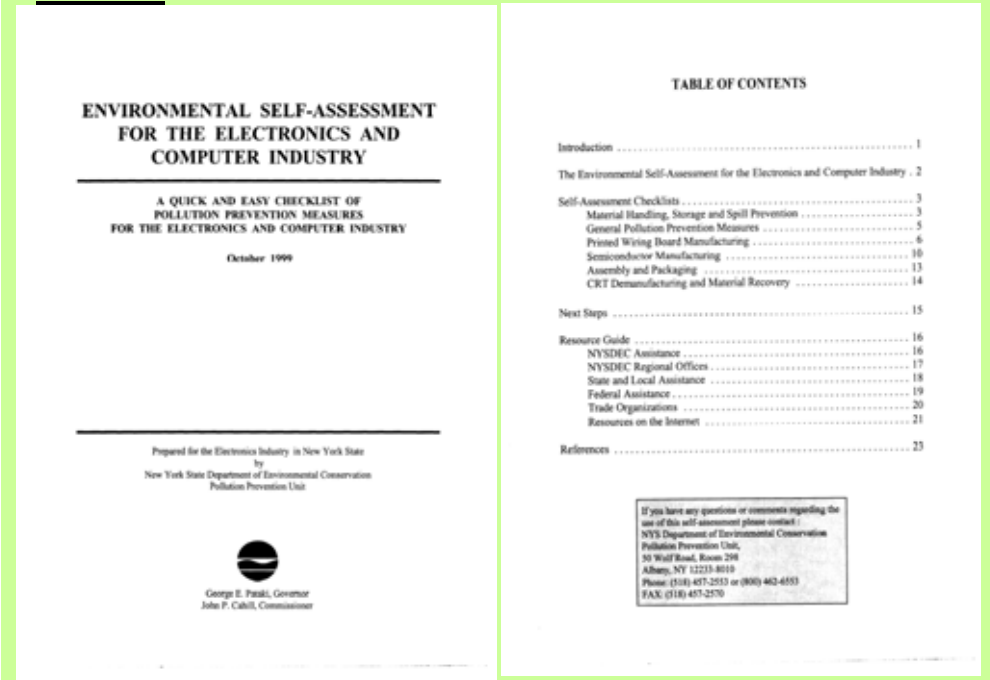 ENVIRONMENTAL SELF-ASSESSMENT
FOR THE ELECTRONICS AND
COMPUTER INDUSTRY
A QUICK AND EASY CHECKLIST OF
POLLUTION PREVENTION MEASURES
FOR THE ELECTRONICS AND COMPUTER INDUSTRY
October 1999
Prepared for the Electronics Industry in New York State
by
New York State Department of Environmental Conservation
Pollution Prevention Unit
George E. Pataki, Governor
John P. Cahill, Commissioner
TABLE OF CONTENTS
Introduction 1
The Environmental Self-Assessment for the Electronics and Computer Industry . 2
Self-Assessment Checklists 3
Material Handling, Storage and Spill Prevention 3
General Pollution Prevention Measures 5
Printed Wiring Board Manufacturing 6
Semiconductor Manufacturing 10
Assembly and Packaging 13
CRT Demanufacturing and Material Recovery 14
Next Steps 15
Resource Guide 16
NYSDEC Assistance 16
NYSDEC Regional Offices 17
State and Local Assistance 18
Federal Assistance 19
Trade Organizations 20
Resources on the Internet 21
References 23
If you have any questions or comments regarding the
use of this self-assessment please contact :
NYS Department of Environmental Conservation
Pollution Prevention Unit,
50 Wolf Road, Room 298
Albany, NY 12233-8010
Phone: (518) 457-2553 or (800) 462-6553
FAX: (518) 457-2570